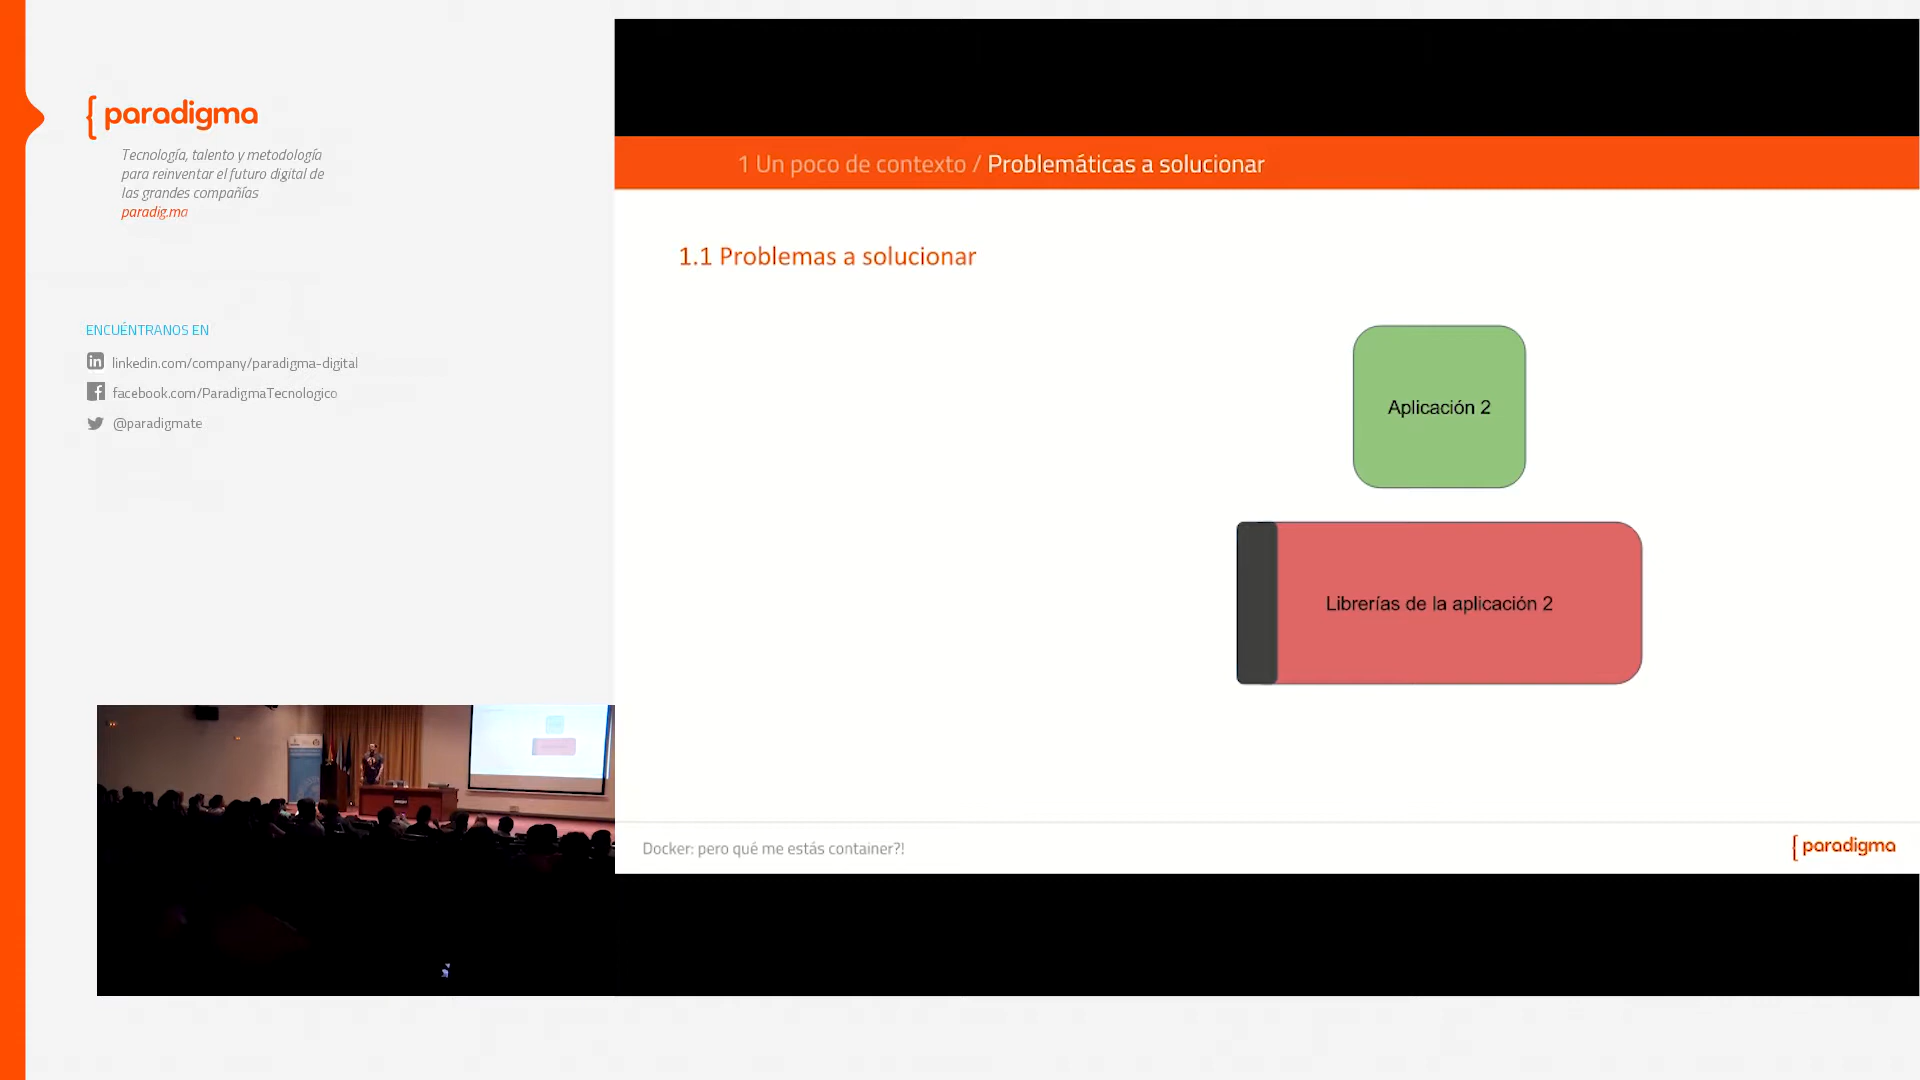 { paradigma
Tecnología, talento y metodología
para reinventar el futuro digital de
las grandes compañías
paradig.ma
ENCUÉNTRANOS EN
in linkedin.com/company/paradigma-digital
f facebook.com/ParadigmaTecnologico
@paradigmate
1 Un poco de contexto / Problemáticas a solucionar
1.1 Problemas a solucionar
Aplicación 2
Librerías de la aplicación 2
Docker: pero qué me estás container?!
{ paradigma